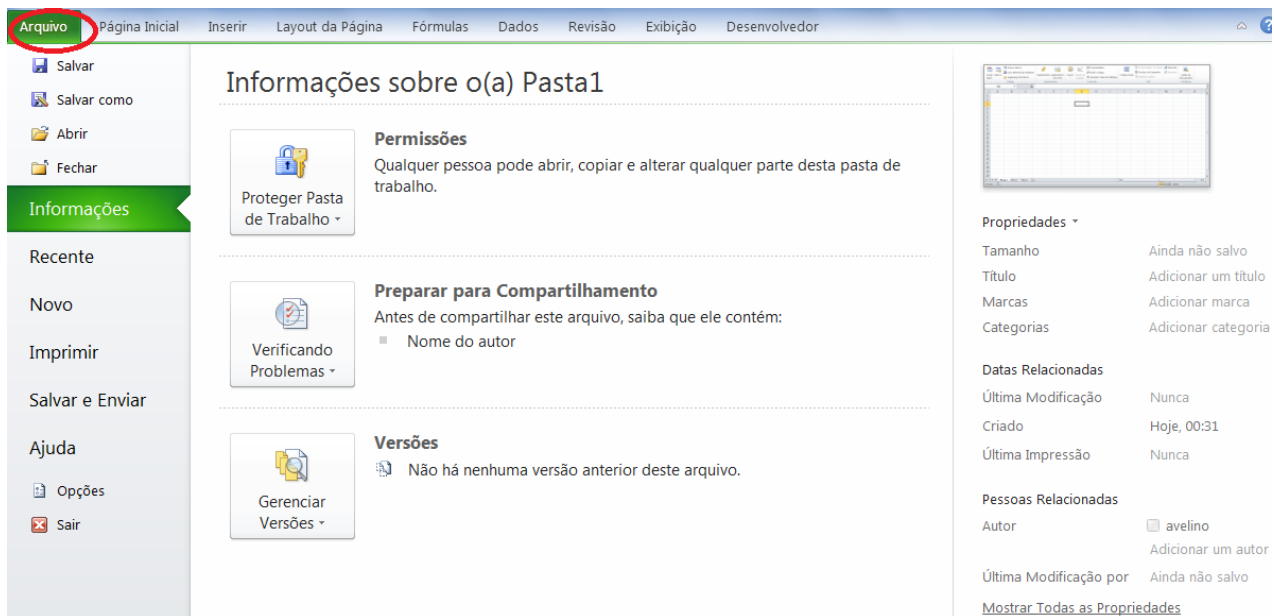 Arquivo Página Inicial Inserir Layout da Página Fórmulas Dados Revisão Exibição Desenvolvedor
Salvar
Salvar como
Abrir
Fechar
Informações
Recente
Novo
Imprimir
Salvar e Enviar
Ajuda
Opções
Sair
Informações sobre o(a) Pasta1
Proteger Pasta
de Trabalho
Permissões
Qualquer pessoa pode abrir, copiar e alterar qualquer parte desta pasta de
trabalho.
Verificando
Problemas
Preparar para Compartilhamento
Antes de compartilhar este arquivo, saiba que ele contém:
Nome do autor
Gerenciar
Versões
Versões
Não há nenhuma versão anterior deste arquivo.
Propriedades
Tamanho Ainda não salvo
Título Adicionar um título
Marcas Adicionar marca
Categorias Adicionar categoria
Datas Relacionadas
Última Modificação Nunca
Criado Hoje, 00:31
Última Impressão Nunca
Pessoas Relacionadas
Autor avelino
Adicionar um autor
Última Modificação por Ainda não salvo
Mostrar Todas as Propriedades